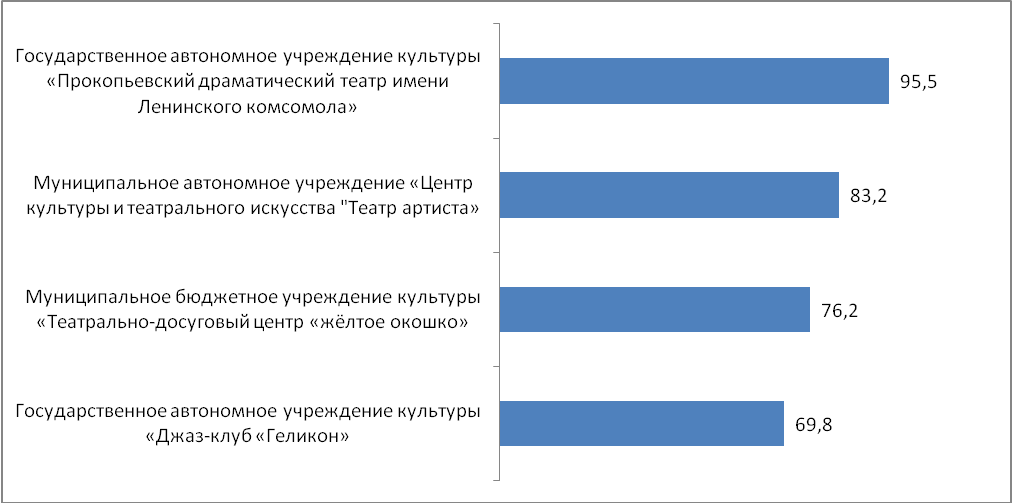 Государственное автономное учреждение культуры
«Прокопьевский драматический театр имени
Ленинского комсомола»
95,5
Муниципальное автономное учреждение «Центр
культуры и театрального искусства "Театр артиста»
83,2
Муниципальное бюджетное учреждение культуры
«Театрально-досуговый центр «жёлтое окошко»
76,2
Государственное автономное учреждение культуры
«Джаз-клуб «Геликон»
69,8